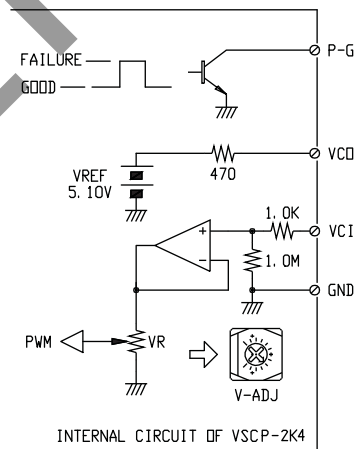 P-G
FAILURE
GOOD
VCO
VREF
5.10V
470
1.0K
VCI
1.0M
GND
PWM
VR
V-ADJ
INTERNAL CIRCUIT OF VSCP-2K4